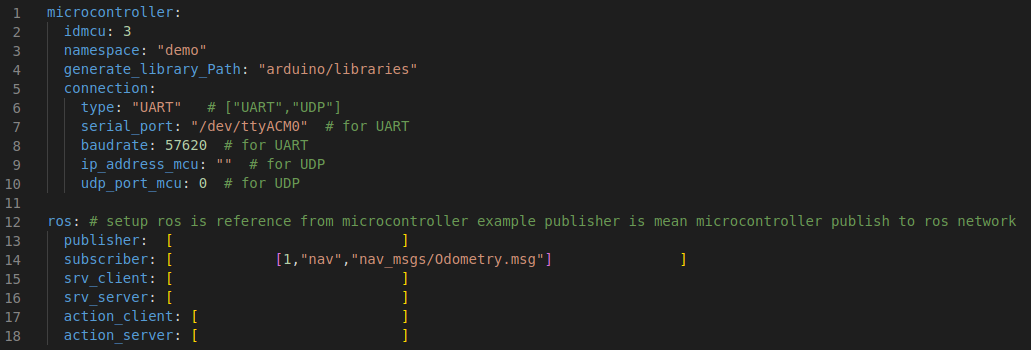 1 microcontroller:
2 idmcu: 3
3 namespace: "demo"
4 generate_library_Path: "arduino/libraries"
5 connection:
6 type: "UART" # ["UART","UDP"]
7 serial_port: "/dev/ttyACM0" # for UART
8 baudrate: 57620 # for UART
9 ip_address_mcu: "" # for UDP
10 udp_port_mcu: 0 # for UDP
11
12 ros: # setup ros is reference from microcontroller example publisher is mean microcontroller publish to ros network
13 publisher: [ ]
14 subscriber: [ [1,"nav","nav_msgs/Odometry.msg"] ]
15 srv_client: [ ]
16 srv_server: [ ]
17 action_client: [ ]
18 action_server: [ ]